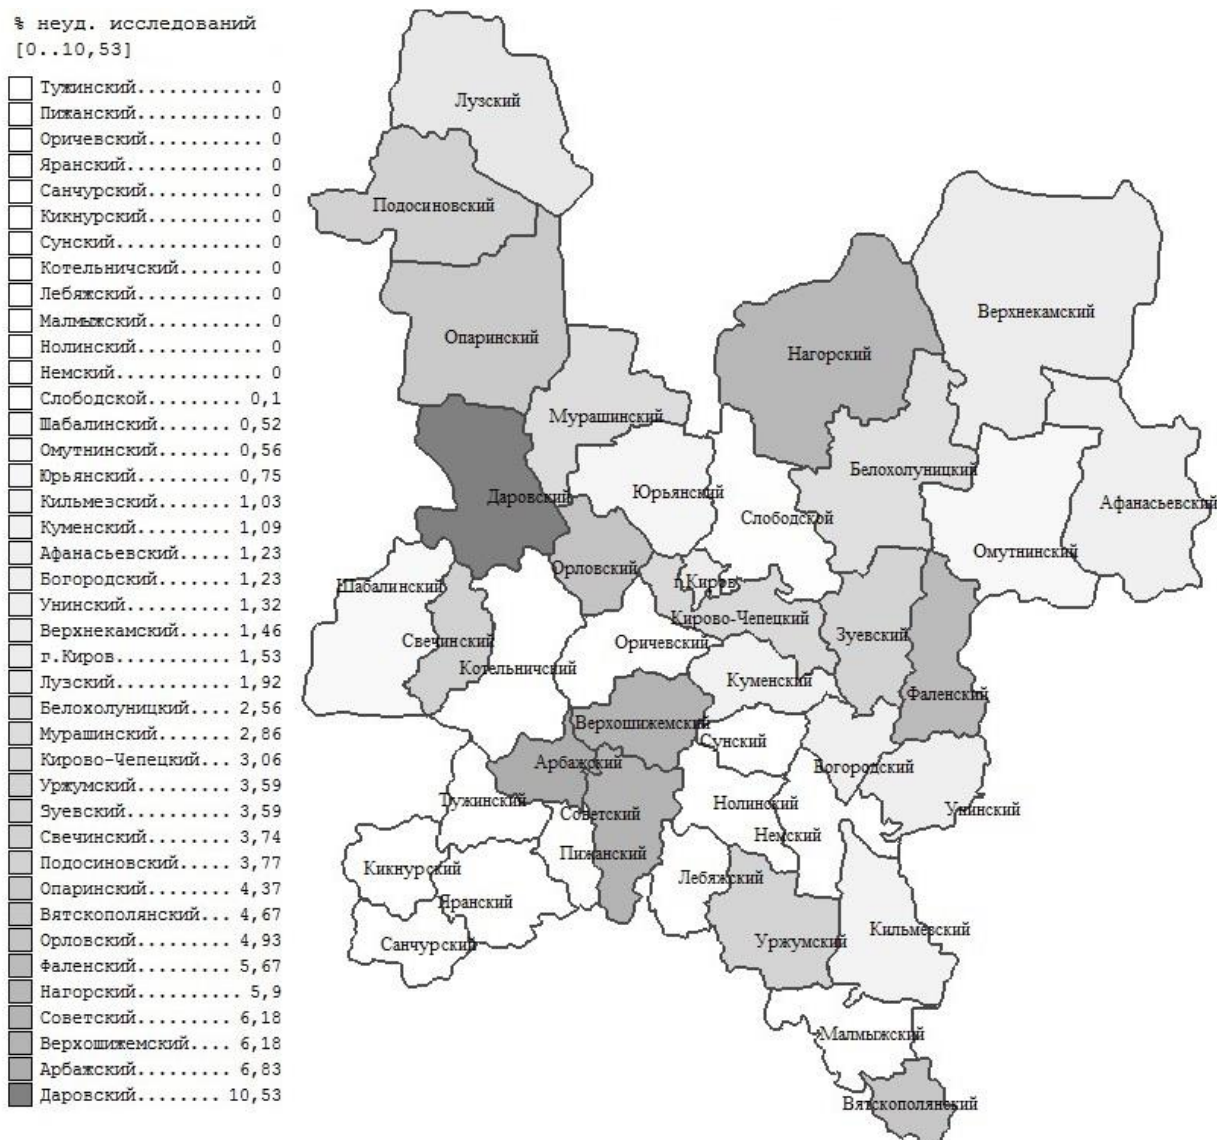 % неуд. исследований
[0..10,53]
Тужинский............ 0
Пижанский............ 0
Оричевский........... 0
Яранский............. 0
Санчурский........... 0
Кикнурский........... 0
Сунский.............. 0
Котельничский........ 0
Лебяжский............ 0
Малмыжский........... 0
Нолинский............ 0
Немский.............. 0
Слободской......... 0,1
Шабалинский....... 0,52
Омутнинский....... 0,56
Юрьянский......... 0,75
Кильмезский....... 1,03
Куменский......... 1,09
Афанасьевский..... 1,23
Богородский....... 1,23
Унинский.......... 1,32
Верхнекамский..... 1,46
г.Киров........... 1,53
Лузский........... 1,92
Белохолуницкий.... 2,56
Мурашинский....... 2,86
Кирово-Чепецкий... 3,06
Уржумский......... 3,59
Зуевский.......... 3,59
Свечинский........ 3,74
Подосиновский..... 3,77
Опаринский........ 4,37
Вятскополянский... 4,67
Орловский......... 4,93
Фаленский......... 5,67
Нагорский.......... 5,9
Советский......... 6,18
Верхошижемский.... 6,18
Арбажский......... 6,83
Даровский........ 10,53
Лузский
Подосиновский
Опаринский
Верхнекамский
Нагорский
Мурашинский
Белохолуницкий
Даровский
Юрьянский
Афанасьевский
Слободской
Омутнинский
Орловский
г.Киров
Шабалинский
Кирово-Чепецкий
Свечинский
Оричевский
Зуевский
Котельничский
Куменский
Фаленский
Верхошижемский
Сунский
Арбажский
Богородский
Тужинский
Нолинский
Унинский
Советский
Немский
Пижанский
Кикнурский
Лебяжский
Яранский
Кильмезский
Санчурский
Уржумский
Малмыжский
Вятскополянский